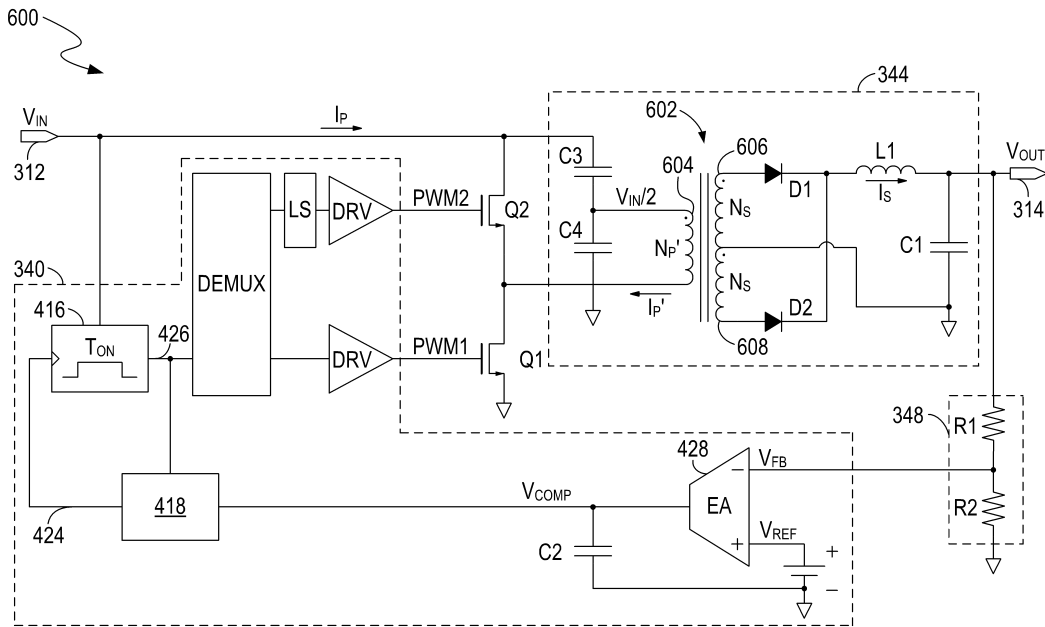 600
344
V_IN
312
I_P
C3
602
604
606
D1
L1
I_S
V_OUT
314
LS
DRV
PWM2
Q2
V_IN/2
C4
N_P'
N_S
N_S
C1
340
DEMUX
416
T_ON
426
DRV
PWM1
Q1
I_P'
D2
608
348
R1
R2
428
V_FB
EA
V_REF
424
418
V_COMP
C2
− +
+
−